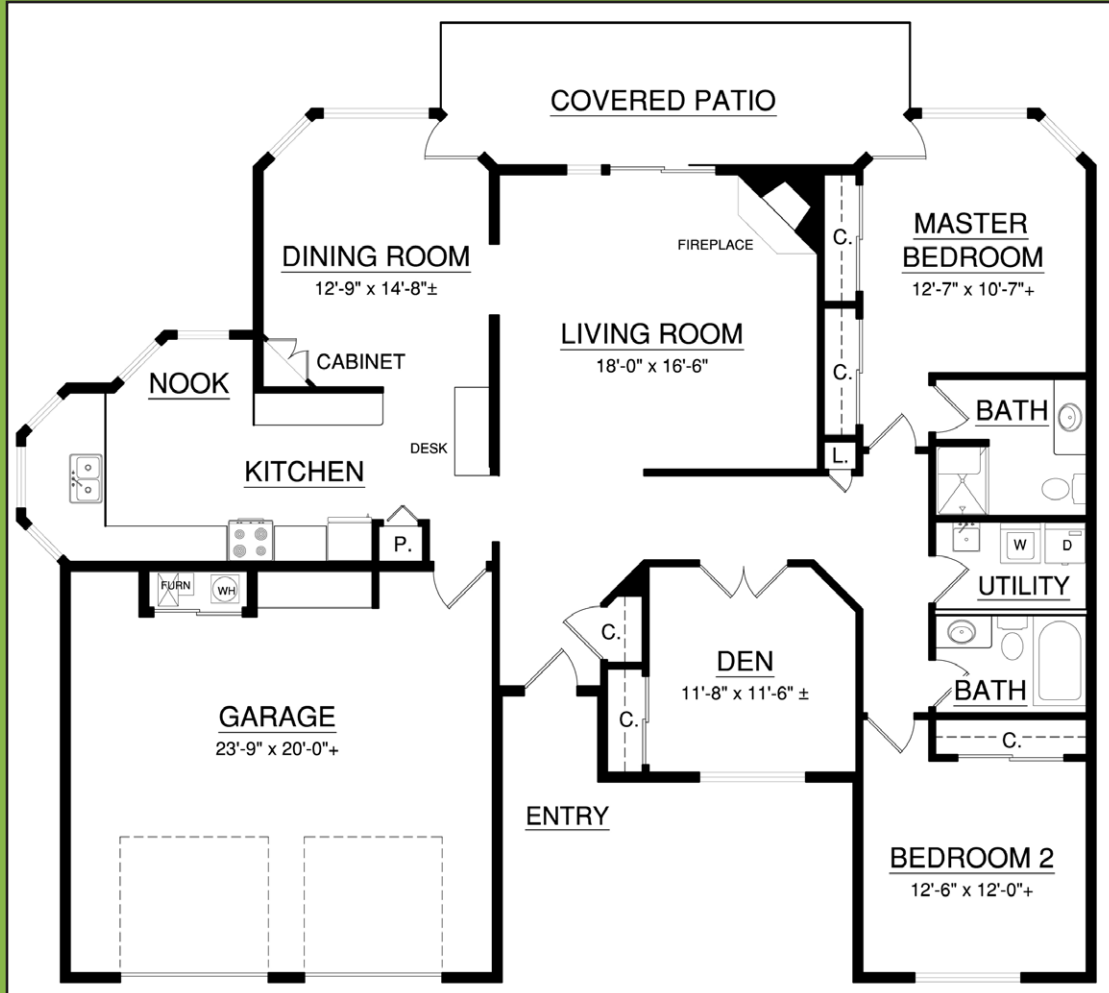 COVERED PATIO
DINING ROOM
12'-9" x 14'-8"±
FIREPLACE
C.
MASTER
BEDROOM
12'-7" x 10'-7"+
LIVING ROOM
18'-0" x 16'-6"
CABINET
NOOK
C.
DESK
KITCHEN
BATH
L.
P.
W
D
UTILITY
FURN
WH
C.
DEN
11'-8" x 11'-6" ±
BATH
C.
C.
GARAGE
23'-9" x 20'-0"+
ENTRY
BEDROOM 2
12'-6" x 12'-0"+